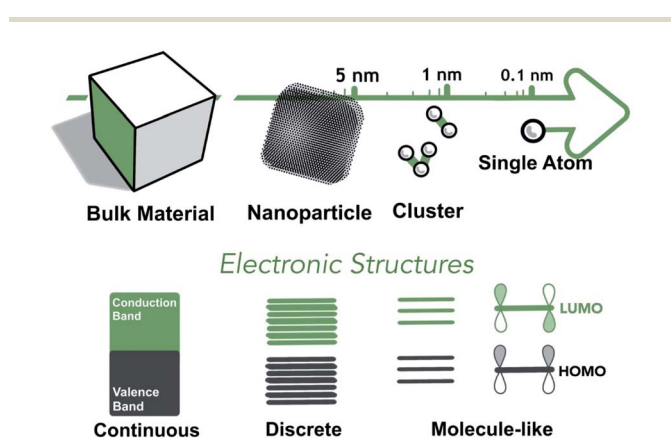 5 nm
1 nm
0.1 nm
Bulk Material
Nanoparticle
Cluster
Single Atom
Electronic Structures
Conduction
Band
Valence
Band
LUMO
HOMO
Continuous
Discrete
Molecule-like